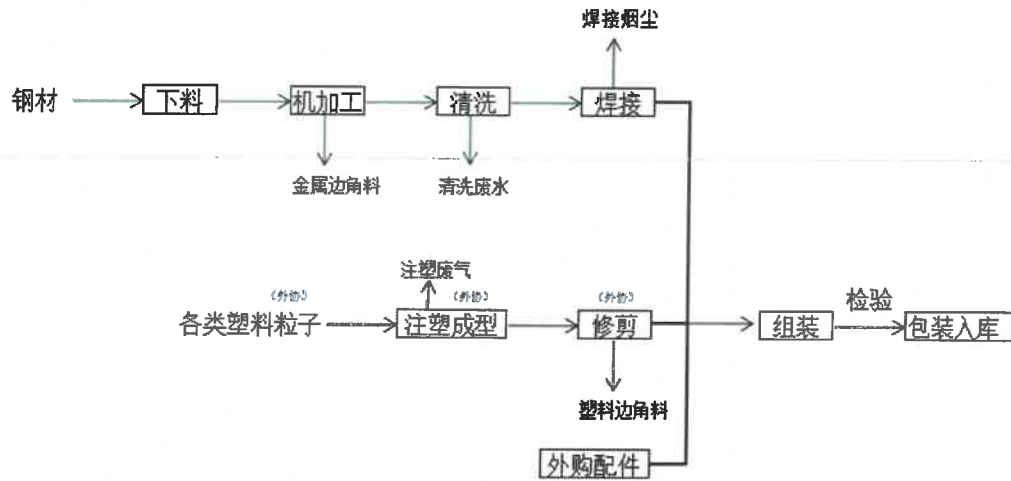 焊接烟尘
钢材
下料
机加工
清洗
焊接
金属边角料
清洗废水
注塑废气
(外协)
(外协)
(外协)
各类塑料粒子
注塑成型
修剪
组装
检验
包装入库
塑料边角料
外购配件